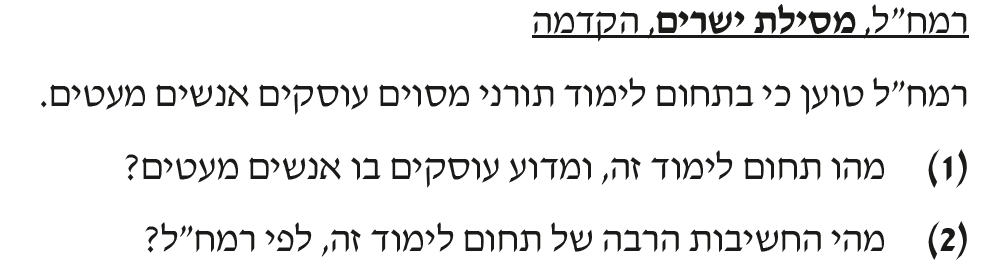 רמח"ל, מסילת ישרים, הקדמה
רמח"ל טוען כי בתחום לימוד תורני מסוים עוסקים אנשים מעטים.
(1) מהו תחום לימוד זה, ומדוע עוסקים בו אנשים מעטים?
(2) מהי החשיבות הרבה של תחום לימוד זה, לפי רמח"ל?